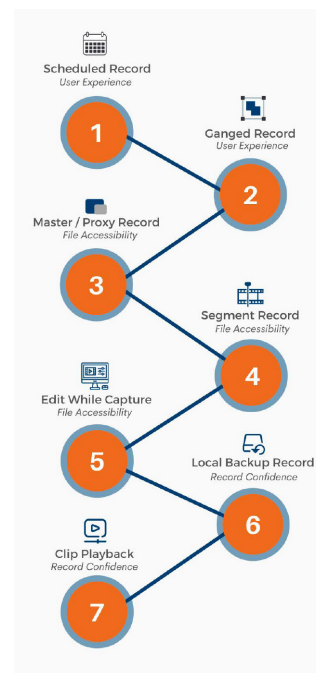 Scheduled Record
User Experience
1
Ganged Record
User Experience
2
Master / Proxy Record
File Accessibility
3
Segment Record
File Accessibility
4
Edit While Capture
File Accessibility
5
Local Backup Record
Record Confidence
6
Clip Playback
Record Confidence
7